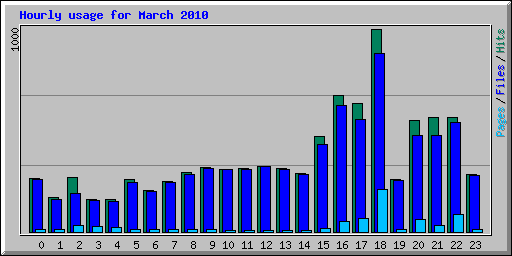 Hourly usage for March 2010
1000
Pages / Files / Hits
0 1 2 3 4 5 6 7 8 9 10 11 12 13 14 15 16 17 18 19 20 21 22 23